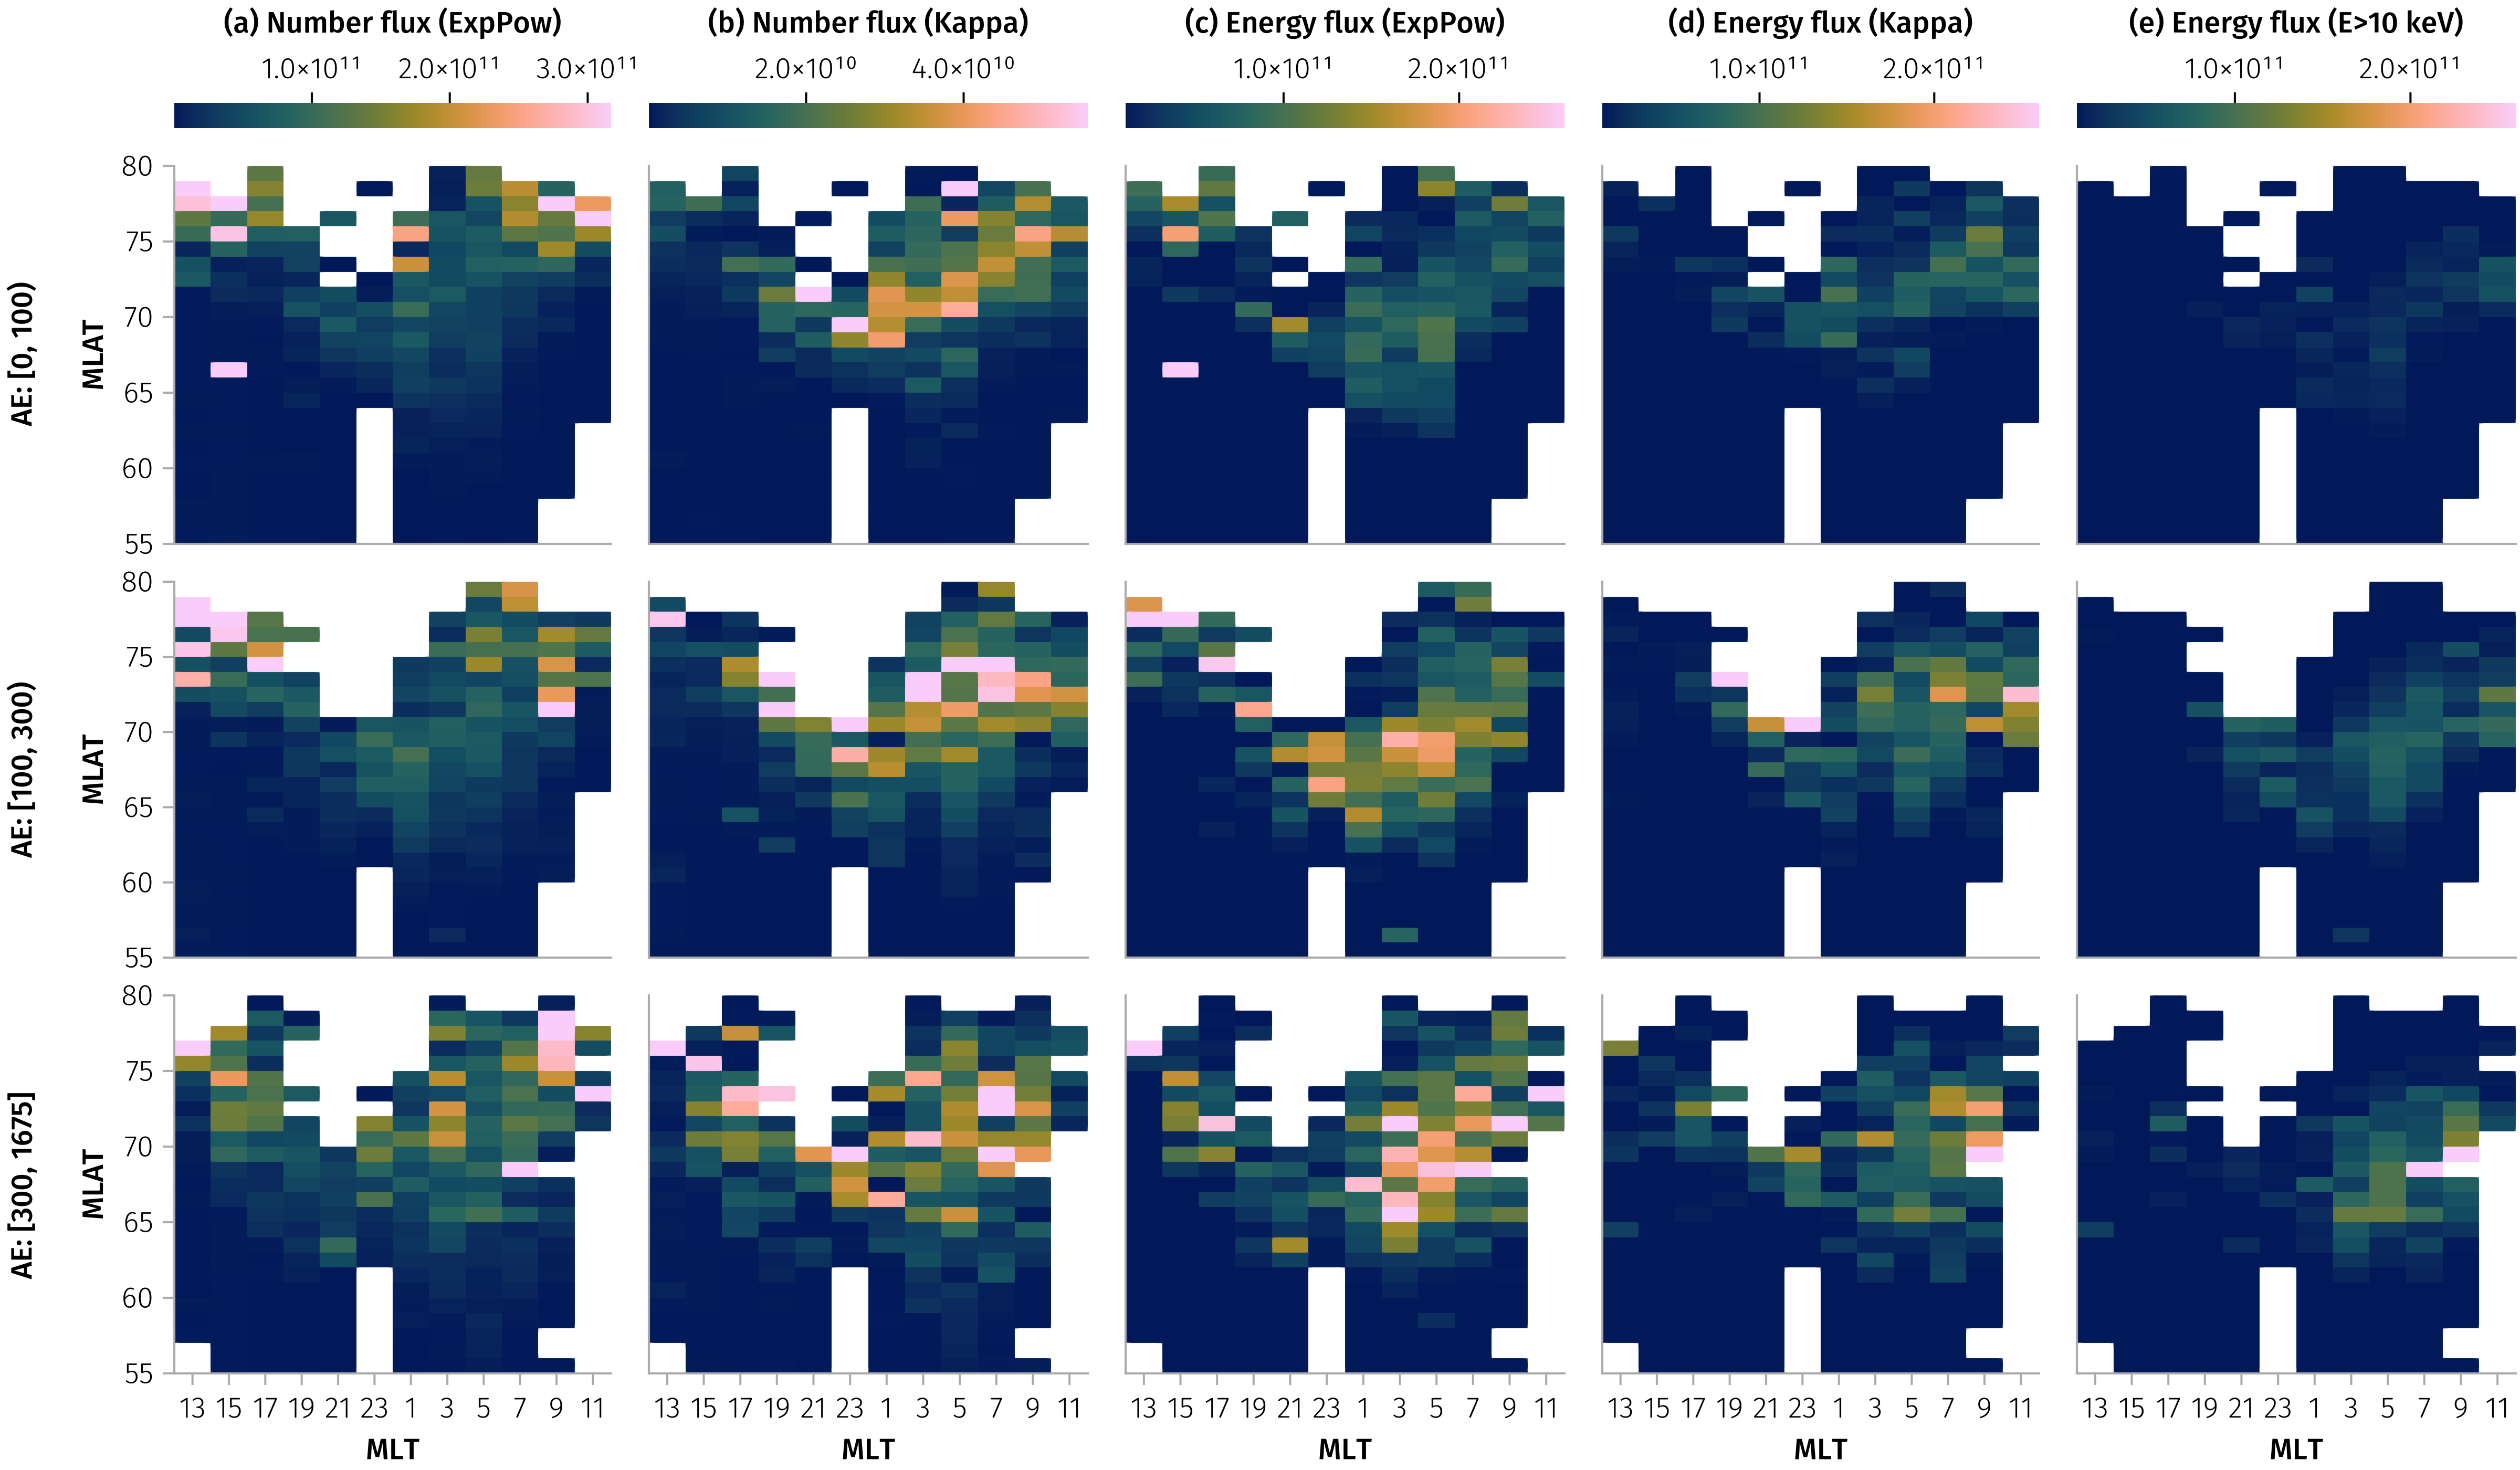 (a) Number flux (ExpPow) (b) Number flux (Kappa) (c) Energy flux (ExpPow) (d) Energy flux (Kappa) (e) Energy flux (E>10 keV)
1.0×10¹¹ 2.0×10¹¹ 3.0×10¹¹ 2.0×10¹⁰ 4.0×10¹⁰ 1.0×10¹¹ 2.0×10¹¹ 1.0×10¹¹ 2.0×10¹¹ 1.0×10¹¹ 2.0×10¹¹
AE: [0, 100)
MLAT
80
75
70
65
60
55
AE: [100, 300)
MLAT
80
75
70
65
60
55
AE: [300, 1675]
MLAT
80
75
70
65
60
55
13 15 17 19 21 23 1 3 5 7 9 11 13 15 17 19 21 23 1 3 5 7 9 11 13 15 17 19 21 23 1 3 5 7 9 11 13 15 17 19 21 23 1 3 5 7 9 11 13 15 17 19 21 23 1 3 5 7 9 11
MLT MLT MLT MLT MLT